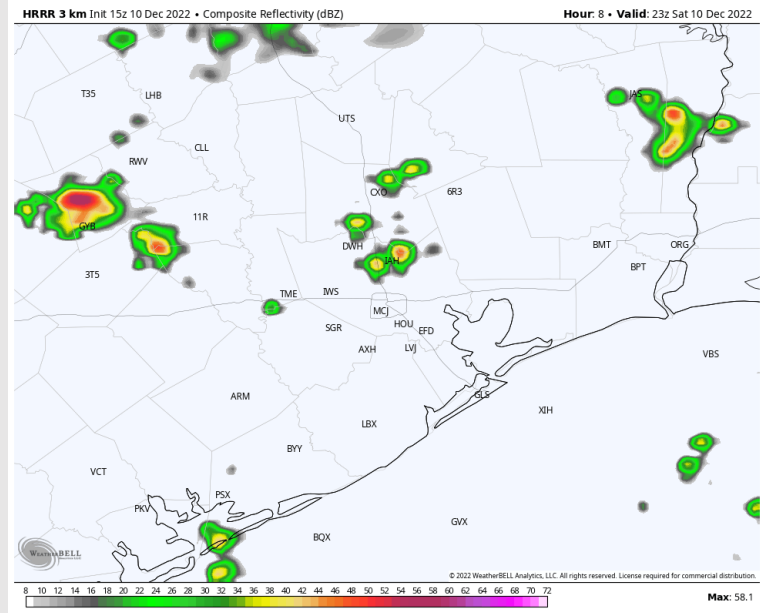 HRRR 3 km Init 15z 10 Dec 2022 • Composite Reflectivity (dBZ) Hour: 8 • Valid: 23z Sat 10 Dec 2022
T35 LHB JAS
UTS
CLL
RWV
CXO 6R3
11R
GYB
DWH BMT ORG
IAH BPT
3T5
TME IWS
MCJ
SGR HOU EFD
AXH LVJ VBS
ARM GLS
XIH
LBX
BYY
VCT
PSX
PKV GVX
BQX
WeatherBELL
© 2022 WeatherBELL Analytics, LLC. All rights reserved. License required for commercial distribution.
8 10 12 14 16 18 20 22 24 26 28 30 32 34 36 38 40 42 44 46 48 50 52 54 56 58 60 62 64 66 68 70 72 Max: 58.1